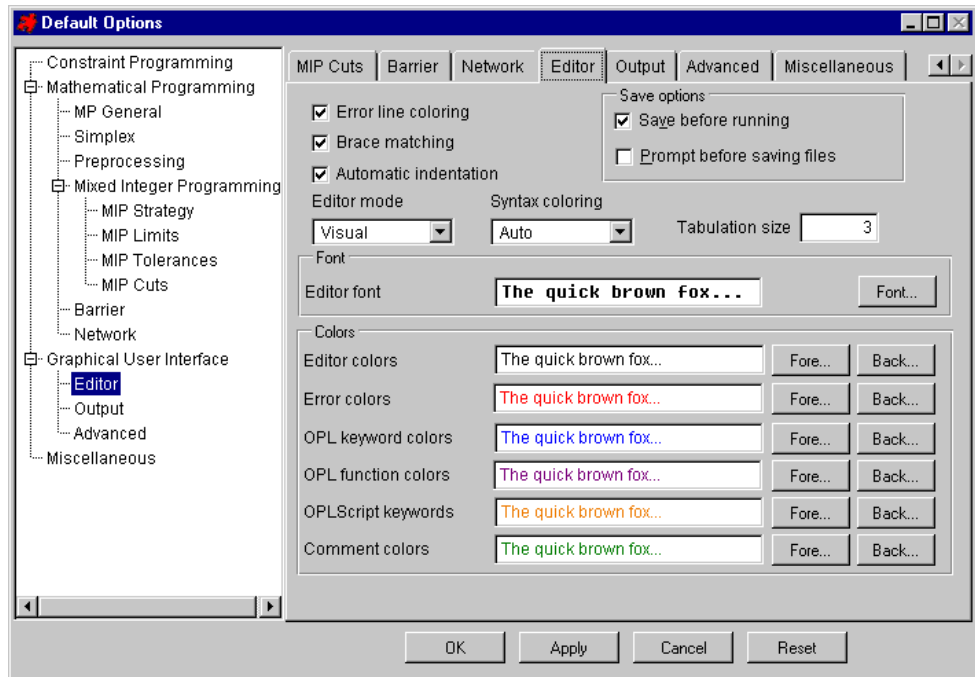 Default Options
Constraint Programming
Mathematical Programming
MP General
Simplex
Preprocessing
Mixed Integer Programming
MIP Strategy
MIP Limits
MIP Tolerances
MIP Cuts
Barrier
Network
Graphical User Interface
Editor
Output
Advanced
Miscellaneous
MIP Cuts Barrier Network Editor Output Advanced Miscellaneous
Error line coloring
Brace matching
Automatic indentation
Save options
Save before running
Prompt before saving files
Editor mode Syntax coloring
Visual Auto Tabulation size 3
Font
Editor font The quick brown fox... Font...
Colors
Editor colors The quick brown fox... Fore... Back...
Error colors The quick brown fox... Fore... Back...
OPL keyword colors The quick brown fox... Fore... Back...
OPL function colors The quick brown fox... Fore... Back...
OPLScript keywords The quick brown fox... Fore... Back...
Comment colors The quick brown fox... Fore... Back...
OK Apply Cancel Reset